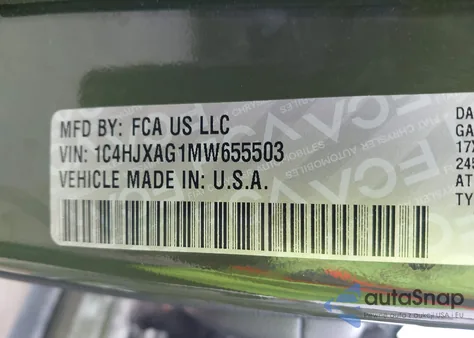 MFD BY: FCA US LLC
VIN: 1C4HJXAG1MW655503
VEHICLE MADE IN: U.S.A.
DA
GA
17X
245
AT
TY
autoSnap